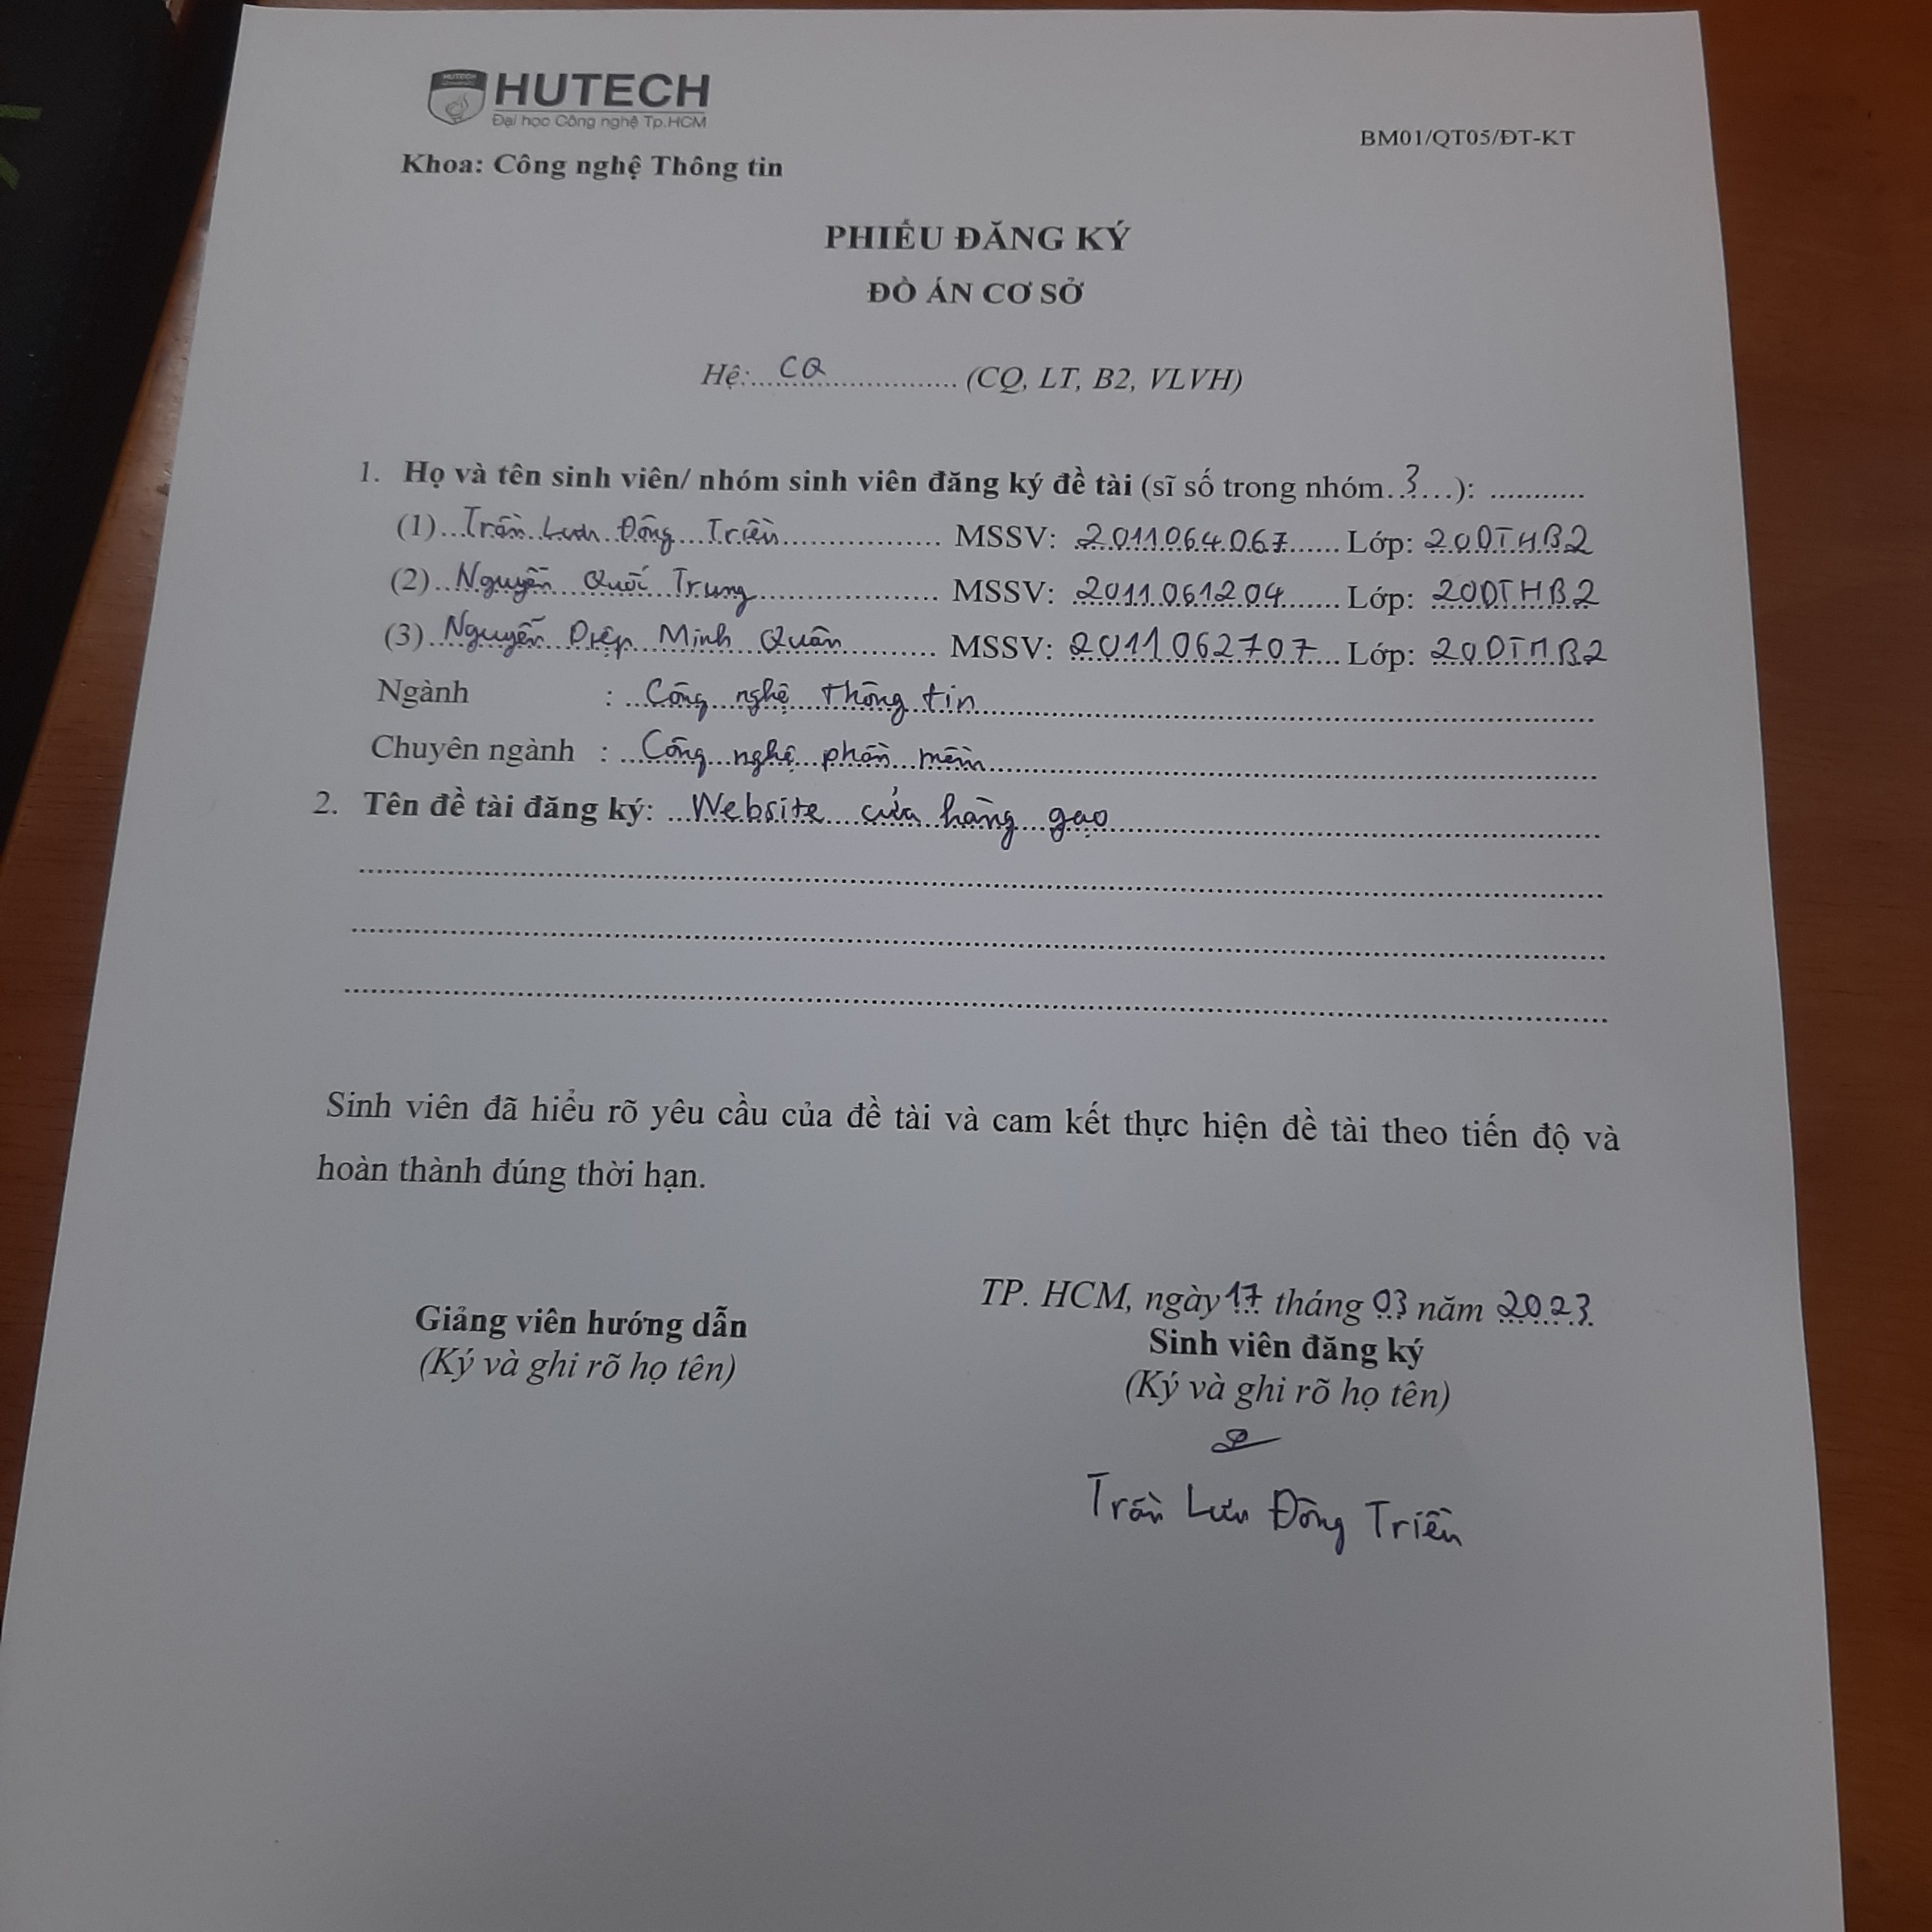 HUTECH
HUTECH
Đại học Công nghệ Tp.HCM
BM01/QT05/ĐT-KT
Khoa: Công nghệ Thông tin
PHIẾU ĐĂNG KÝ
ĐỒ ÁN CƠ SỞ
Hệ: CQ (CQ, LT, B2, VLVH)
1. Họ và tên sinh viên/ nhóm sinh viên đăng ký đề tài (sĩ số trong nhóm 3): 
(1) Trần Lưu Đồng Triền MSSV: 2011064067 Lớp: 20DTHB2
(2) Nguyễn Quốc Trung MSSV: 2011061204 Lớp: 20DTHB2
(3) Nguyễn Diệp Minh Quân MSSV: 2011062707 Lớp: 20DTHB2
Ngành : Công nghệ thông tin
Chuyên ngành : Công nghệ phần mềm
2. Tên đề tài đăng ký: Website cửa hàng gạo
Sinh viên đã hiểu rõ yêu cầu của đề tài và cam kết thực hiện đề tài theo tiến độ và
hoàn thành đúng thời hạn.
TP. HCM, ngày 17 tháng 03 năm 2023
Giảng viên hướng dẫn
Sinh viên đăng ký
(Ký và ghi rõ họ tên)
(Ký và ghi rõ họ tên)
Trần Lưu Đồng Triền